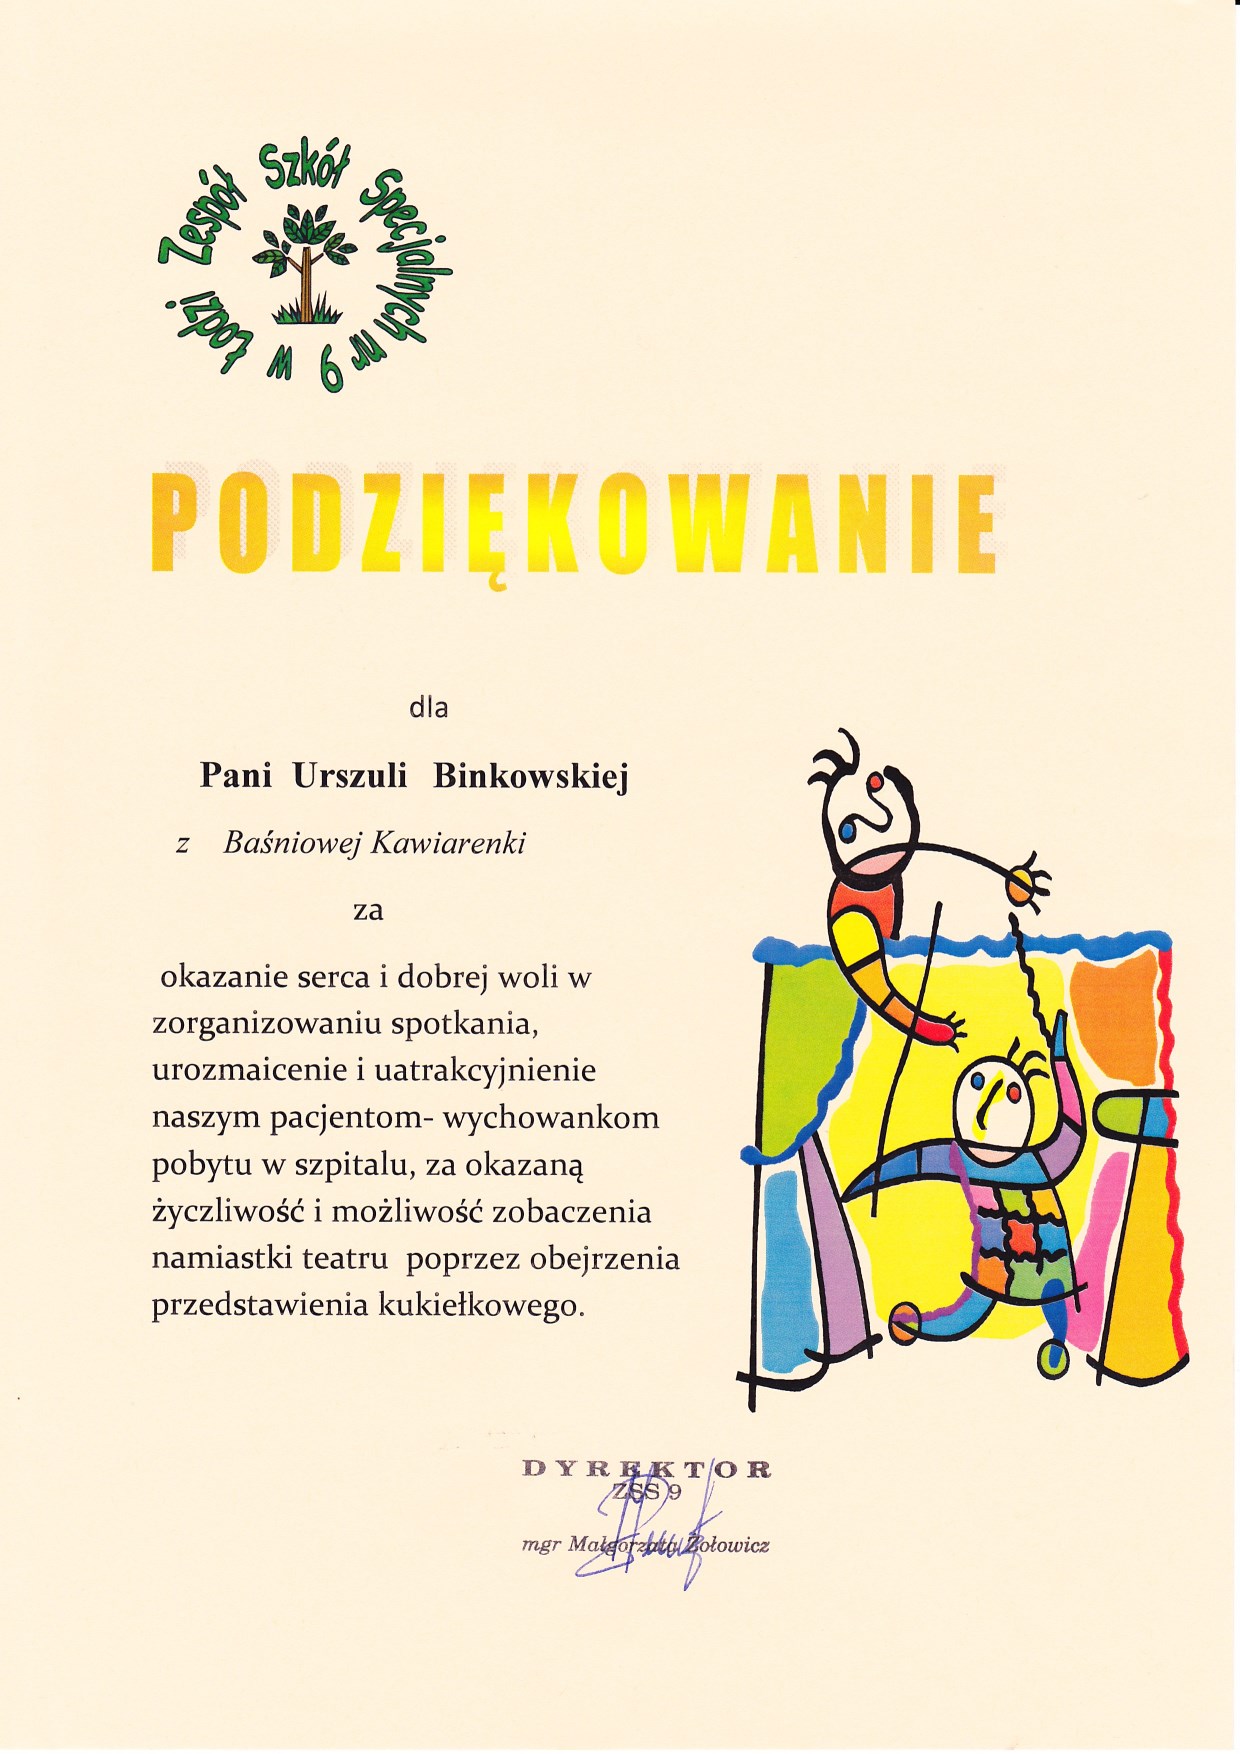 Zespół Szkół Specjalnych nr 9 w Łodzi
PODZIĘKOWANIE
dla
Pani Urszuli Binkowskiej
z Baśniowej Kawiarenki
za
okazanie serca i dobrej woli w
zorganizowaniu spotkania,
urozmaicenie i uatrakcyjnienie
naszym pacjentom- wychowankom
pobytu w szpitalu, za okazaną
życzliwość i możliwość zobaczenia
namiastki teatru poprzez obejrzenia
przedstawienia kukiełkowego.
DYREKTOR
ZSS 9
mgr Małgorzata Żołowicz